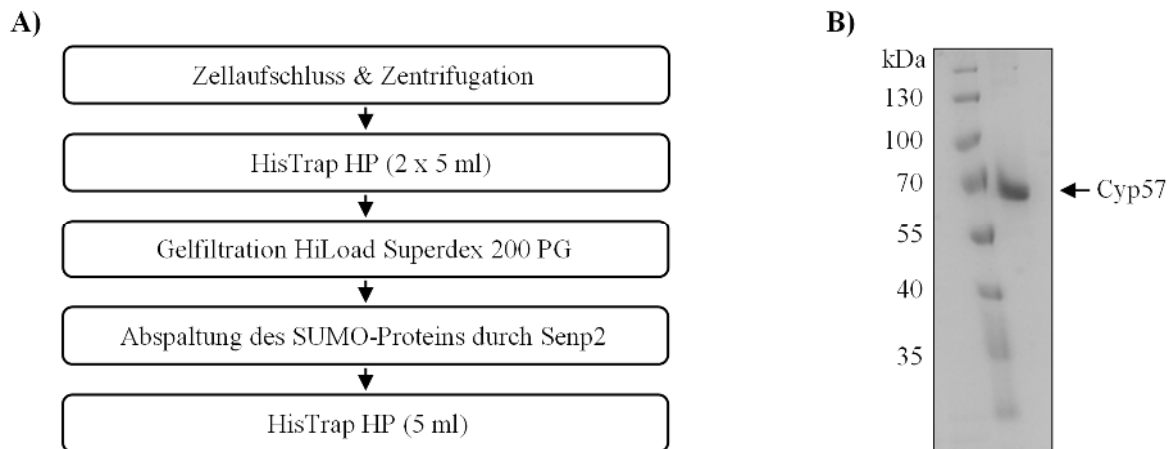 A)
Zellaufschluss & Zentrifugation
HisTrap HP (2 x 5 ml)
Gelfiltration HiLoad Superdex 200 PG
Abspaltung des SUMO-Proteins durch Senp2
HisTrap HP (5 ml)
B)
kDa
130
100
70
55
40
35
Cyp57